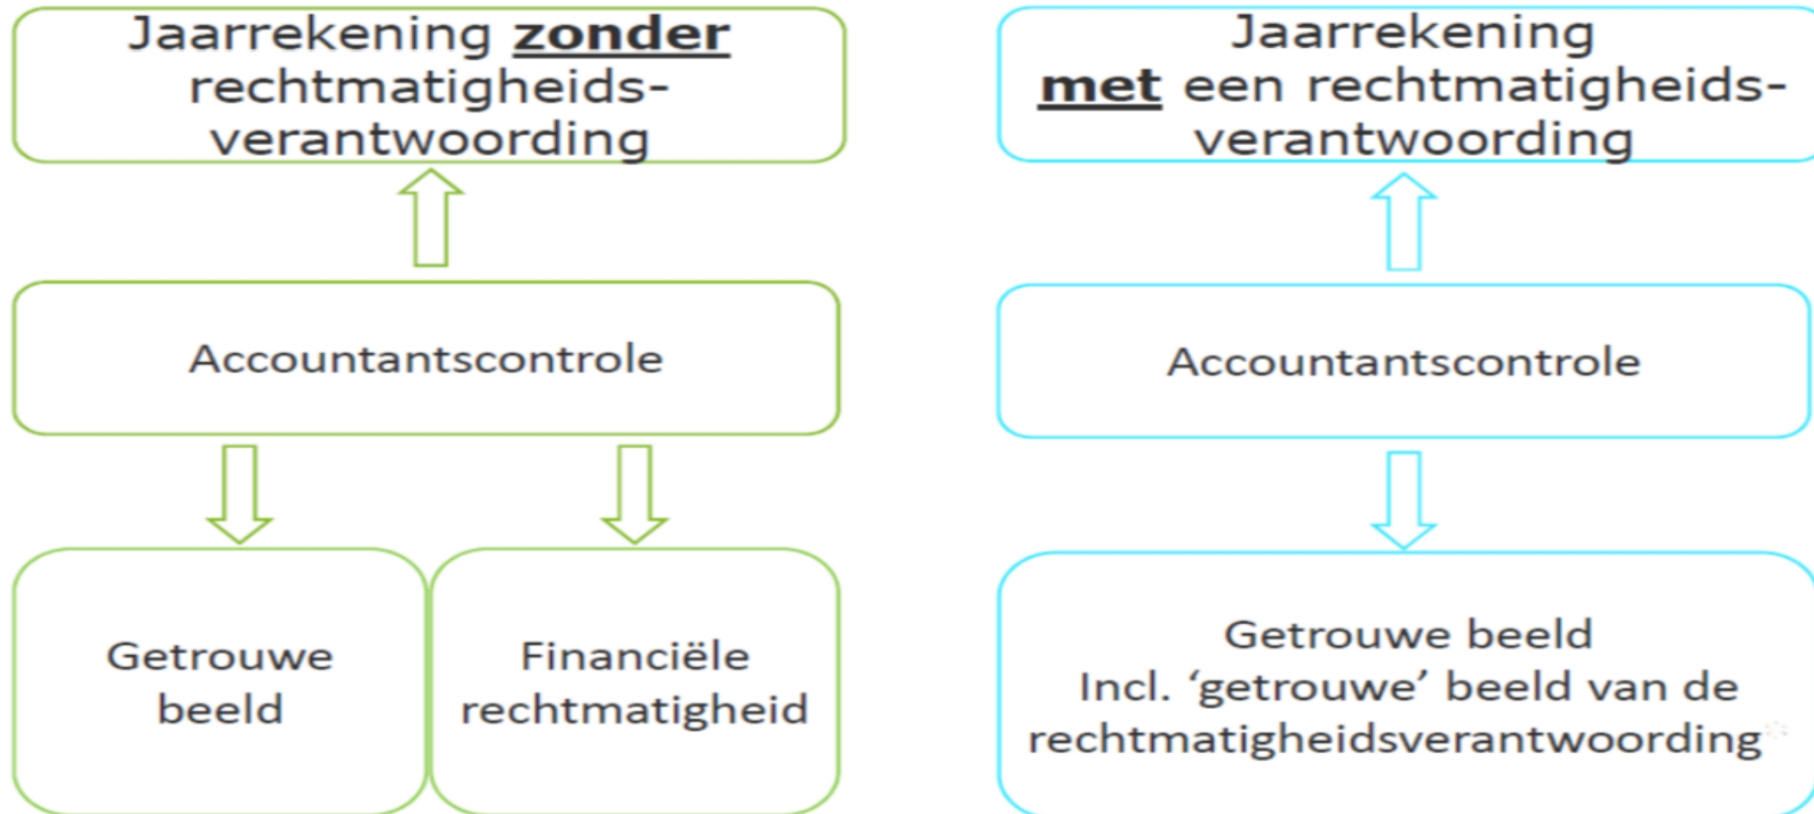 Jaarrekening zonder
rechtmatigheids-
verantwoording
Accountantscontrole
Getrouwe
beeld
Financiële
rechtmatigheid
Jaarrekening
met een rechtmatigheids-
verantwoording
Accountantscontrole
Getrouwe beeld
Incl. ‘getrouwe’ beeld van de
rechtmatigheidsverantwoording*